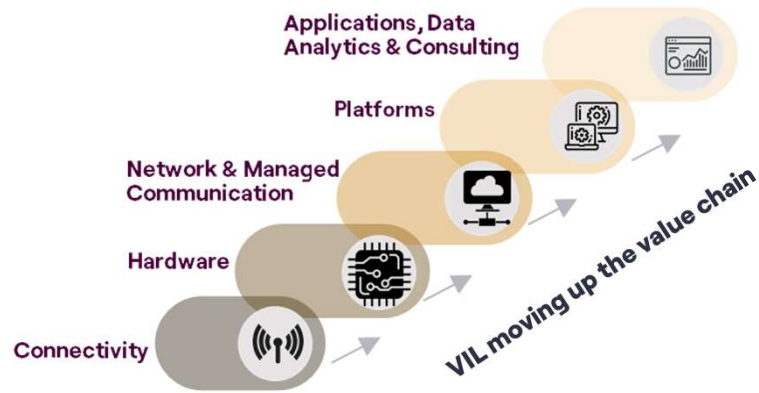 Applications, Data
Analytics & Consulting
Platforms
Network & Managed
Communication
Hardware
Connectivity
VIL moving up the value chain